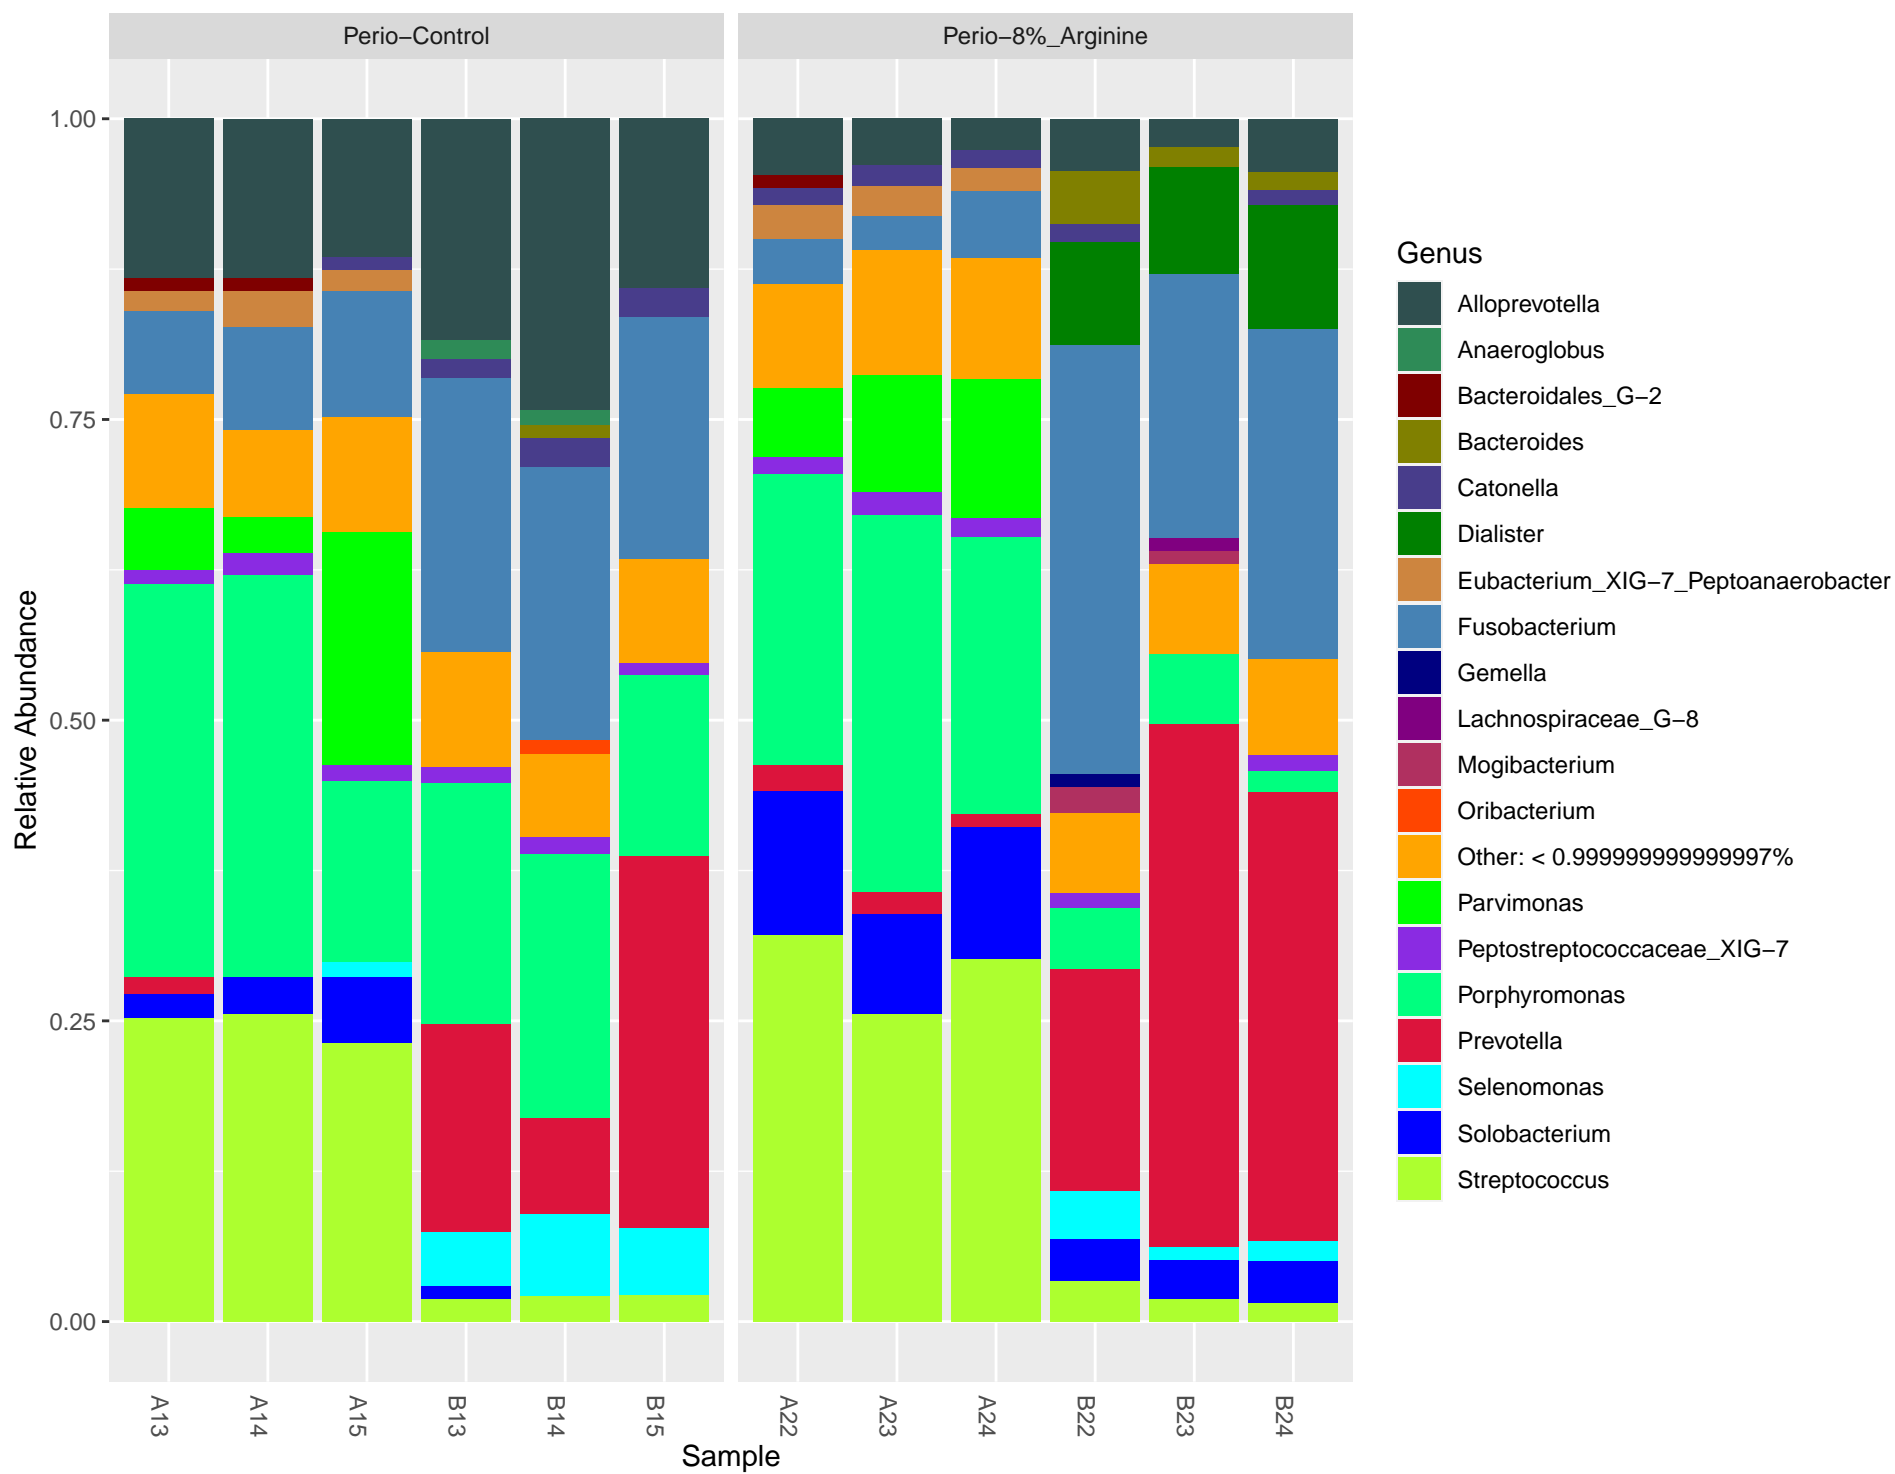 Perio−Control
Perio−8%_Arginine
1.00
0.75
0.50
0.25
0.00
Relative Abundance
A13
A14
A15
B13
B14
B15
A22
A23
A24
B22
B23
B24
Sample
Genus
Alloprevotella
Anaeroglobus
Bacteroidales_G−2
Bacteroides
Catonella
Dialister
Eubacterium_XIG−7_Peptoanaerobacter
Fusobacterium
Gemella
Lachnospiraceae_G−8
Mogibacterium
Oribacterium
Other: < 0.999999999999997%
Parvimonas
Peptostreptococcaceae_XIG−7
Porphyromonas
Prevotella
Selenomonas
Solobacterium
Streptococcus